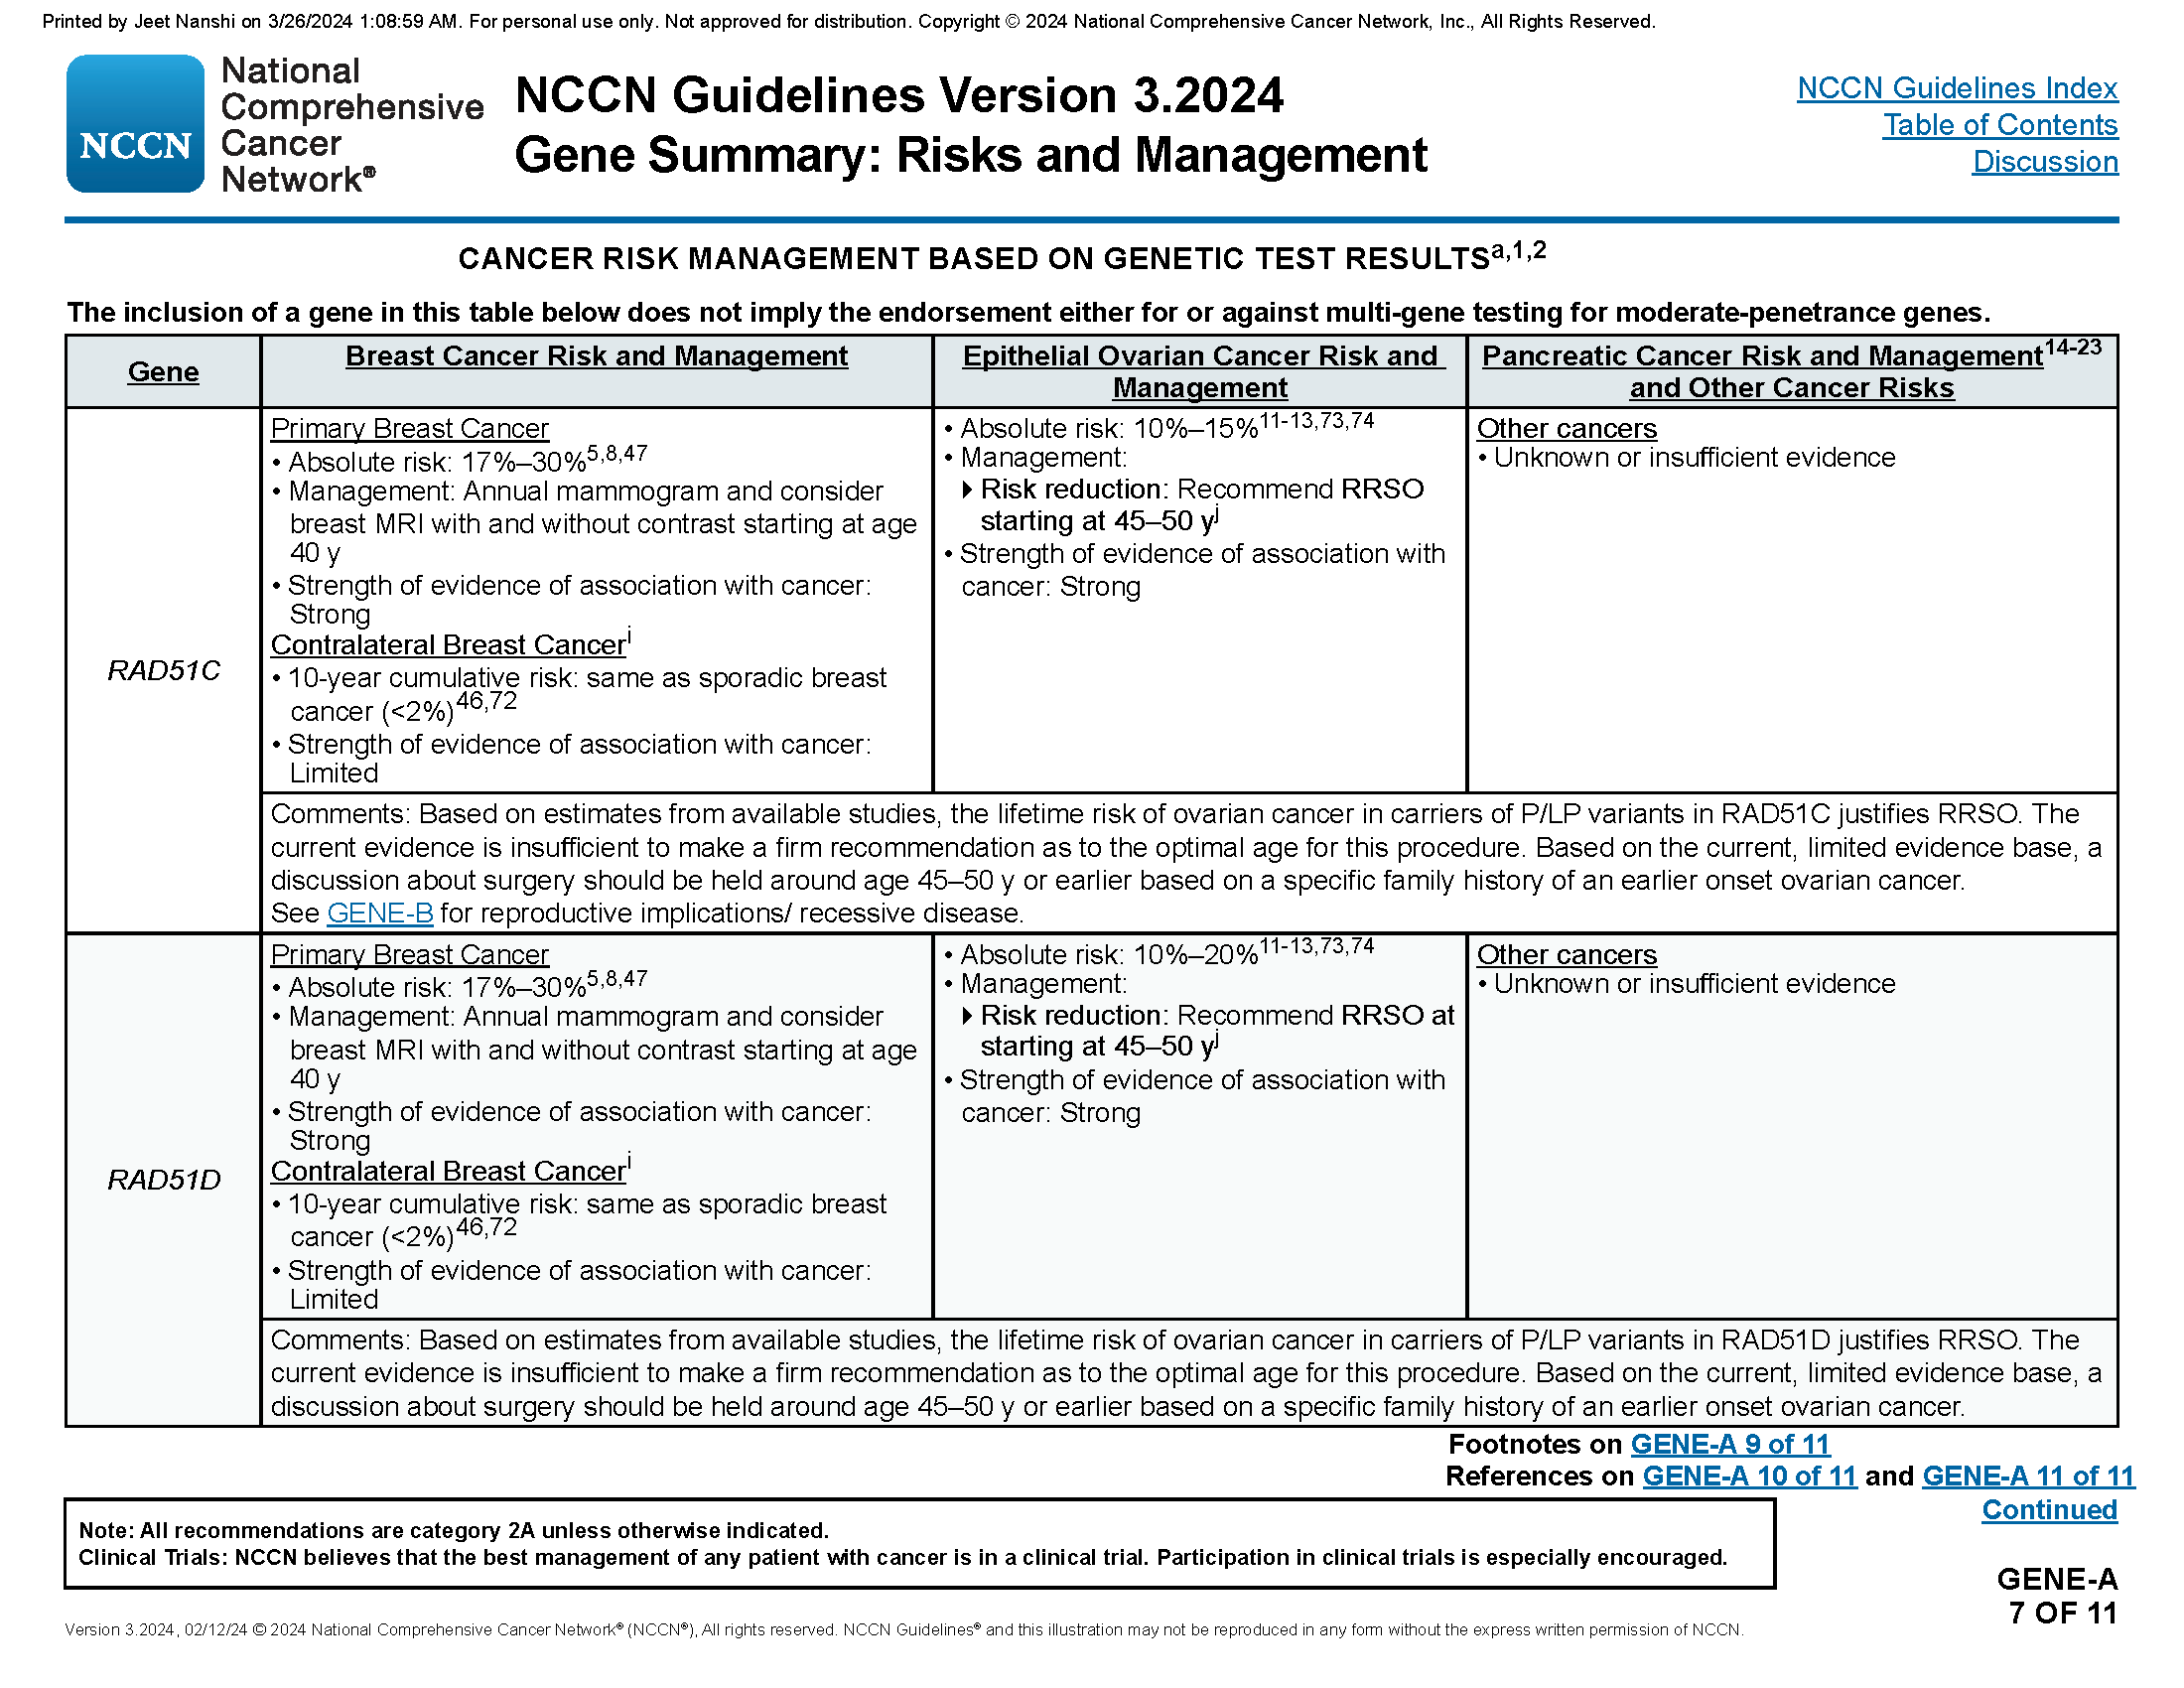 Printed by Jeet Nanshi on 3/26/2024 1:08:59 AM. For personal use only. Not approved for distribution. Copyright © 2024 National Comprehensive Cancer Network, Inc., All Rights Reserved.
NCCN
National
Comprehensive
Cancer
Network®
NCCN Guidelines Version 3.2024
Gene Summary: Risks and Management
NCCN Guidelines Index
Table of Contents
Discussion
CANCER RISK MANAGEMENT BASED ON GENETIC TEST RESULTSa,1,2
The inclusion of a gene in this table below does not imply the endorsement either for or against multi-gene testing for moderate-penetrance genes.
Gene
Breast Cancer Risk and Management
Epithelial Ovarian Cancer Risk and
Management
Pancreatic Cancer Risk and Management14-23
and Other Cancer Risks
RAD51C
Primary Breast Cancer
• Absolute risk: 17%–30%5,8,47
• Management: Annual mammogram and consider
breast MRI with and without contrast starting at age
40 y
• Strength of evidence of association with cancer:
Strong
Contralateral Breast Canceri
• 10-year cumulative risk: same as sporadic breast
cancer (<2%)46,72
• Strength of evidence of association with cancer:
Limited
• Absolute risk: 10%–15%11-13,73,74
• Management:
Risk reduction: Recommend RRSO
starting at 45–50 yj
• Strength of evidence of association with
cancer: Strong
Other cancers
• Unknown or insufficient evidence
Comments: Based on estimates from available studies, the lifetime risk of ovarian cancer in carriers of P/LP variants in RAD51C justifies RRSO. The
current evidence is insufficient to make a firm recommendation as to the optimal age for this procedure. Based on the current, limited evidence base, a
discussion about surgery should be held around age 45–50 y or earlier based on a specific family history of an earlier onset ovarian cancer.
See GENE-B for reproductive implications/ recessive disease.
RAD51D
Primary Breast Cancer
• Absolute risk: 17%–30%5,8,47
• Management: Annual mammogram and consider
breast MRI with and without contrast starting at age
40 y
• Strength of evidence of association with cancer:
Strong
Contralateral Breast Canceri
• 10-year cumulative risk: same as sporadic breast
cancer (<2%)46,72
• Strength of evidence of association with cancer:
Limited
• Absolute risk: 10%–20%11-13,73,74
• Management:
Risk reduction: Recommend RRSO at
starting at 45–50 yj
• Strength of evidence of association with
cancer: Strong
Other cancers
• Unknown or insufficient evidence
Comments: Based on estimates from available studies, the lifetime risk of ovarian cancer in carriers of P/LP variants in RAD51D justifies RRSO. The
current evidence is insufficient to make a firm recommendation as to the optimal age for this procedure. Based on the current, limited evidence base, a
discussion about surgery should be held around age 45–50 y or earlier based on a specific family history of an earlier onset ovarian cancer.
Footnotes on GENE-A 9 of 11
References on GENE-A 10 of 11 and GENE-A 11 of 11
Continued
Note: All recommendations are category 2A unless otherwise indicated.
Clinical Trials: NCCN believes that the best management of any patient with cancer is in a clinical trial. Participation in clinical trials is especially encouraged.
GENE-A
7 OF 11
Version 3.2024, 02/12/24 © 2024 National Comprehensive Cancer Network® (NCCN®), All rights reserved. NCCN Guidelines® and this illustration may not be reproduced in any form without the express written permission of NCCN.